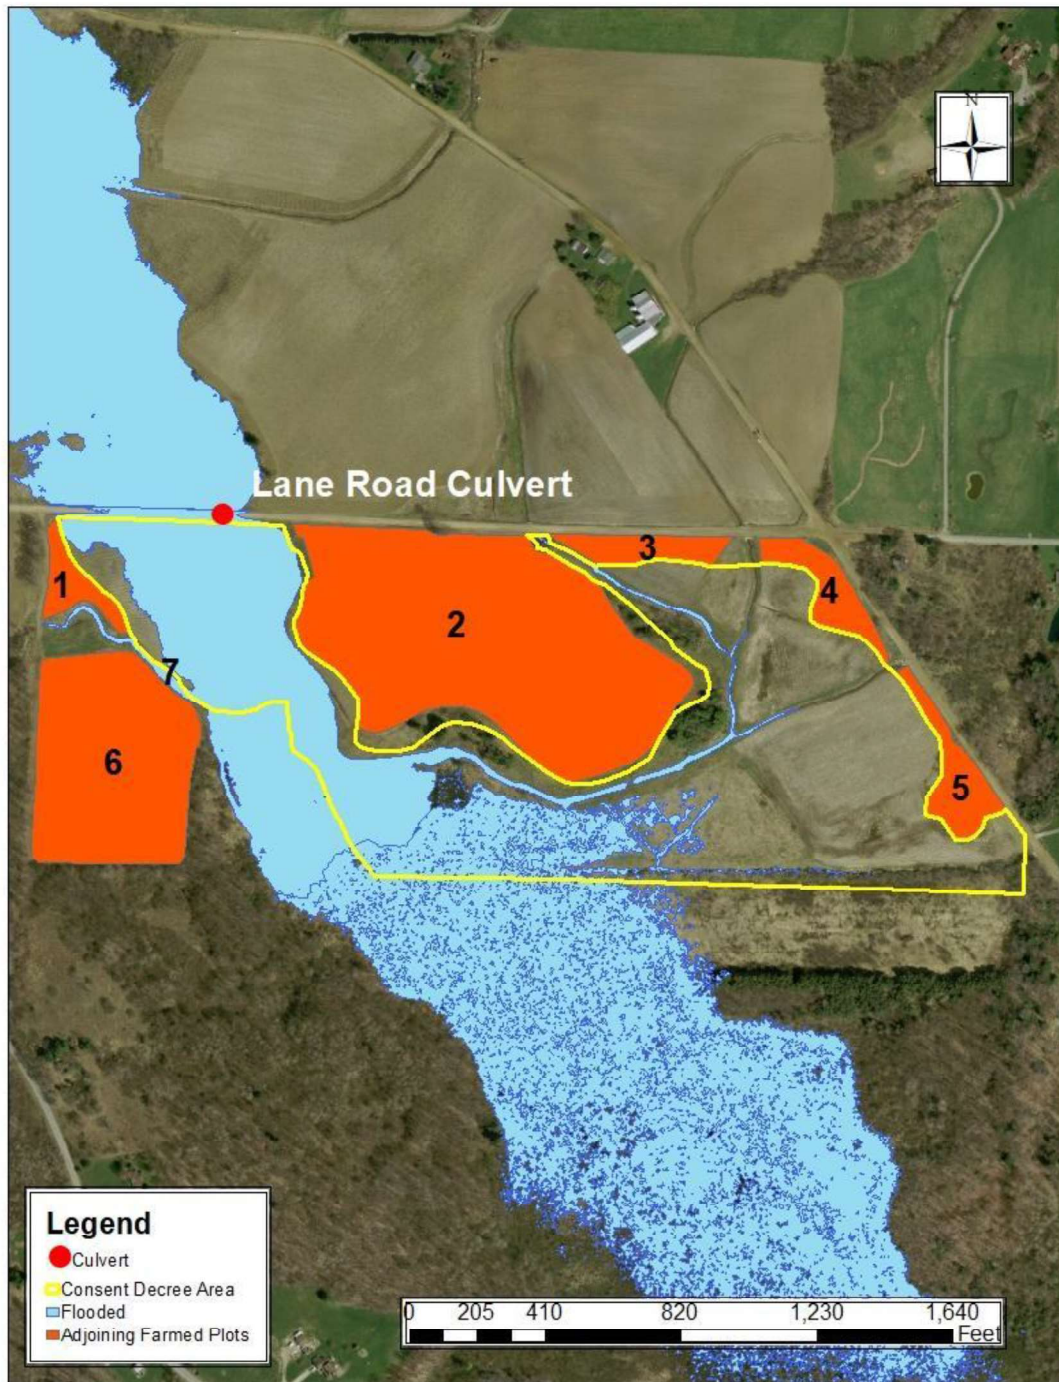 N
Lane Road Culvert
1
2
3
4
5
6
7
Legend
Culvert
Consent Decree Area
Flooded
Adjoining Farmed Plots
0 205 410 820 1,230 1,640
Feet